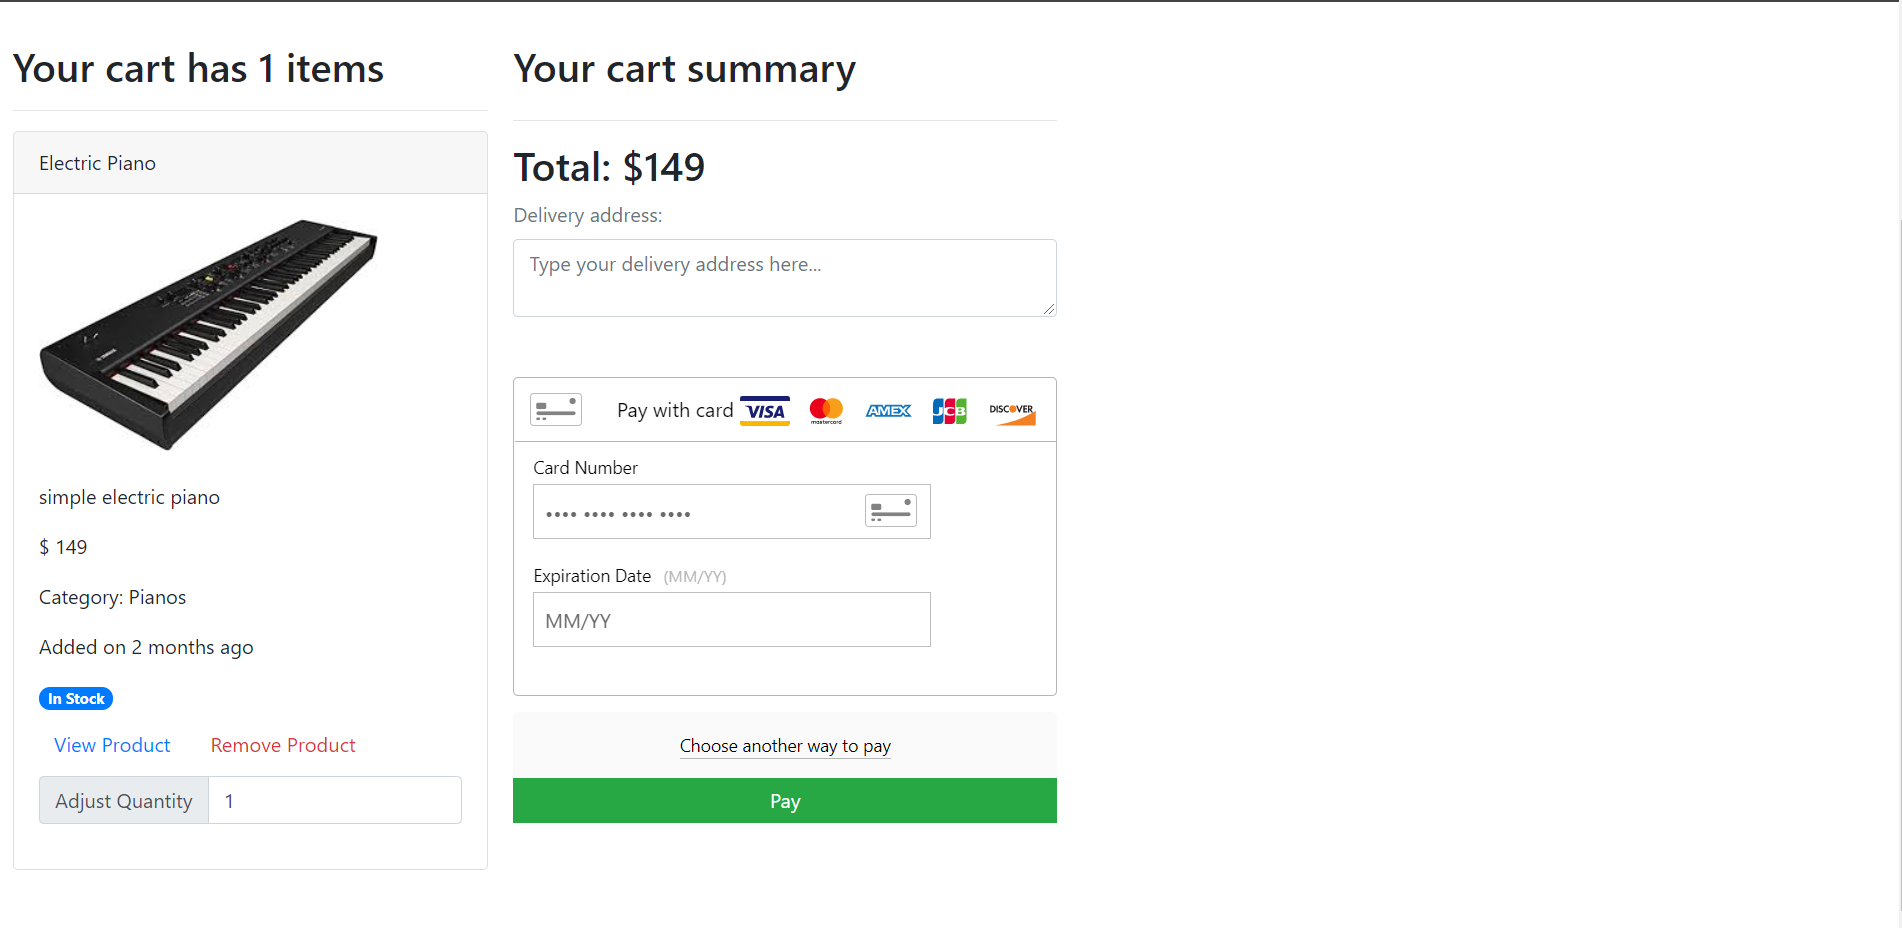 Your cart has 1 items
Electric Piano
simple electric piano
$ 149
Category: Pianos
Added on 2 months ago
In Stock
View Product Remove Product
Adjust Quantity 1
Your cart summary
Total: $149
Delivery address:
Type your delivery address here...
Pay with card VISA mastercard AMEX JCB DISCOVER
Card Number
•••• •••• •••• ••••
Expiration Date (MM/YY)
MM/YY
Choose another way to pay
Pay